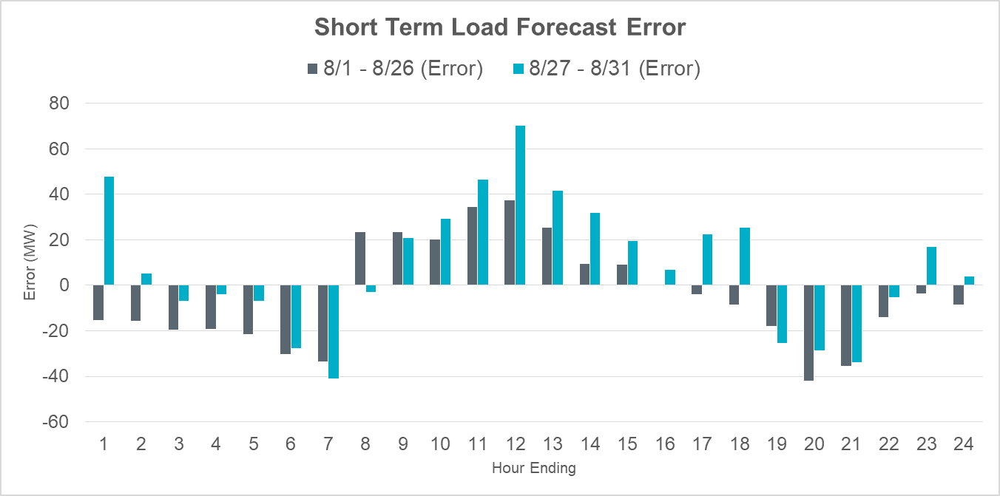 Short Term Load Forecast Error
8/1 - 8/26 (Error) 8/27 - 8/31 (Error)
80
60
40
20
0
-20
-40
-60
Error (MW)
1 2 3 4 5 6 7 8 9 10 11 12 13 14 15 16 17 18 19 20 21 22 23 24
Hour Ending